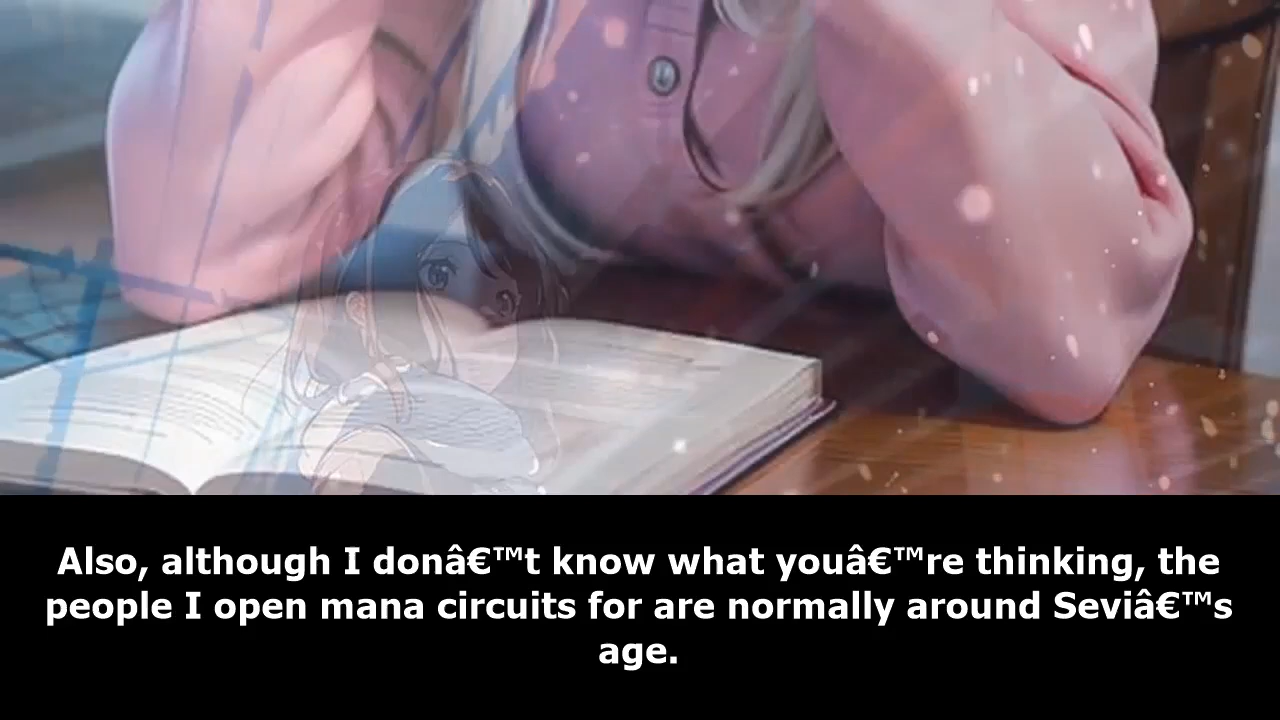 Also, although I donâ€™t know what youâ€™re thinking, the
people I open mana circuits for are normally around Seviâ€™s
age.